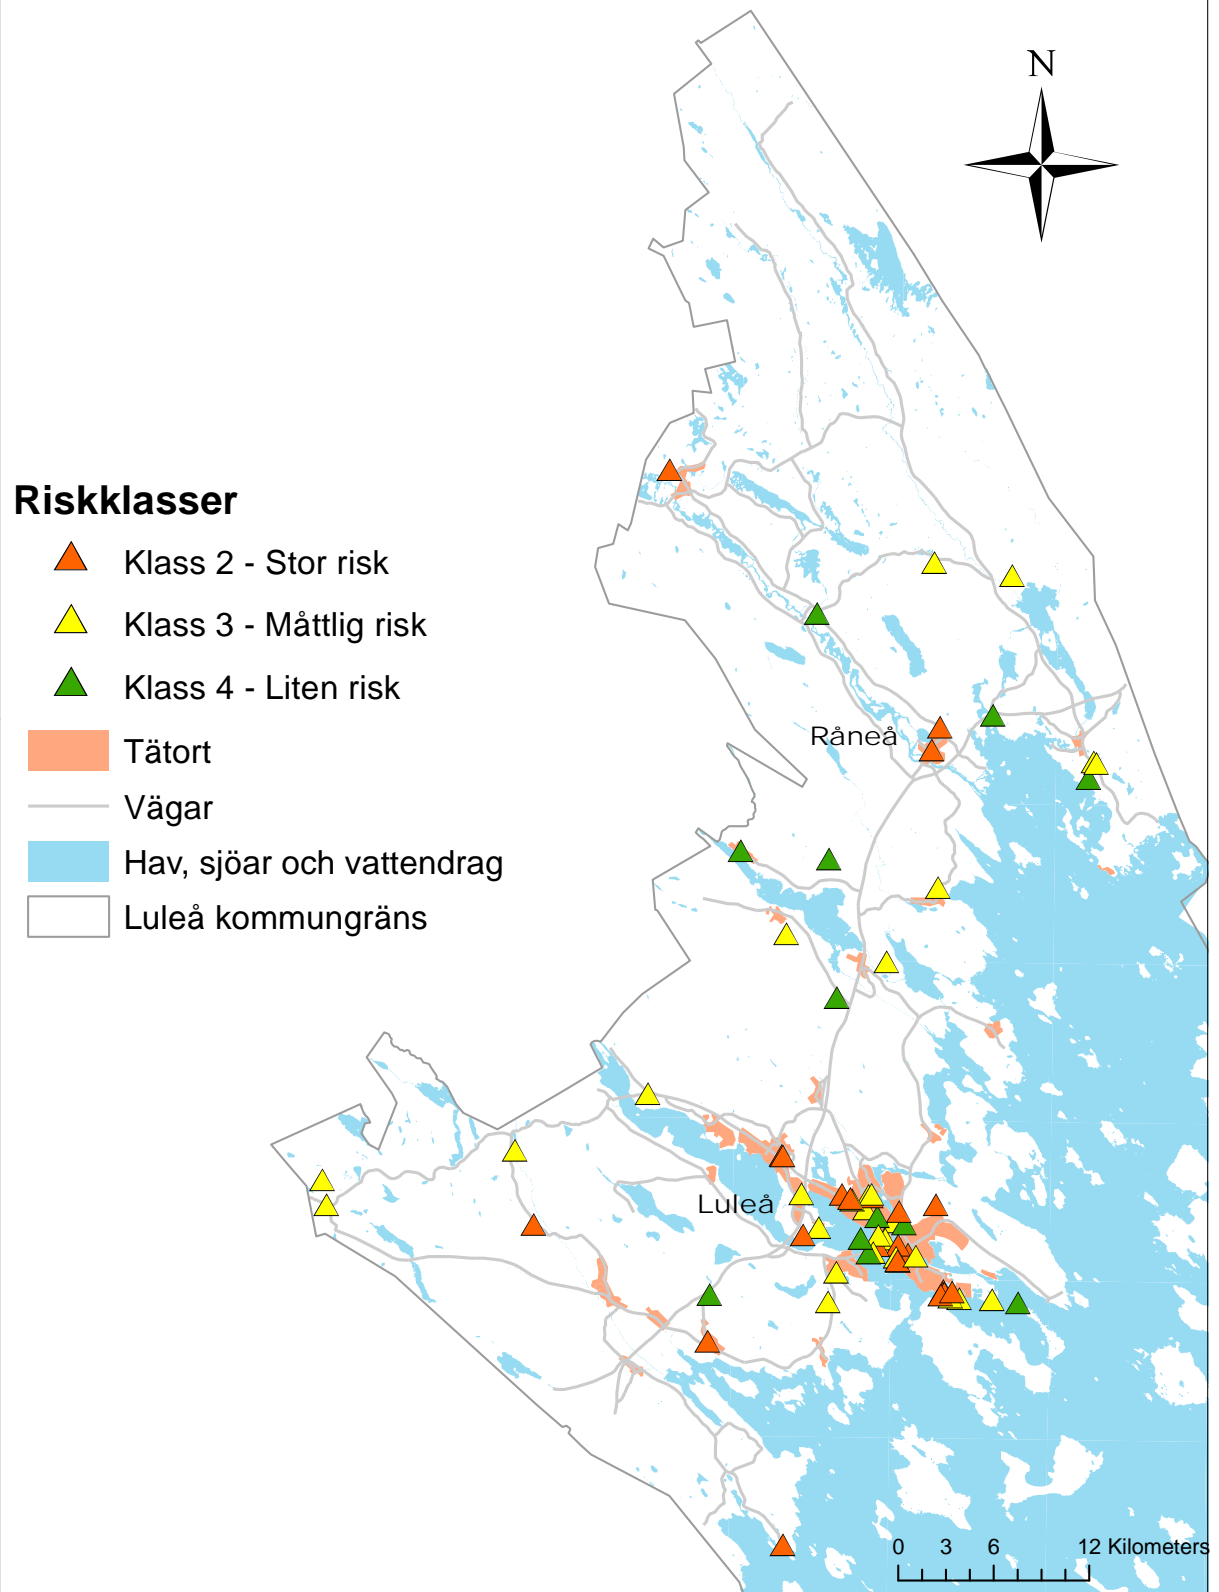 N
Riskklasser
Klass 2 - Stor risk
Klass 3 - Måttlig risk
Klass 4 - Liten risk
Tätort
Vägar
Hav, sjöar och vattendrag
Luleå kommungräns
Råneå
Luleå
0 3 6 12 Kilometers